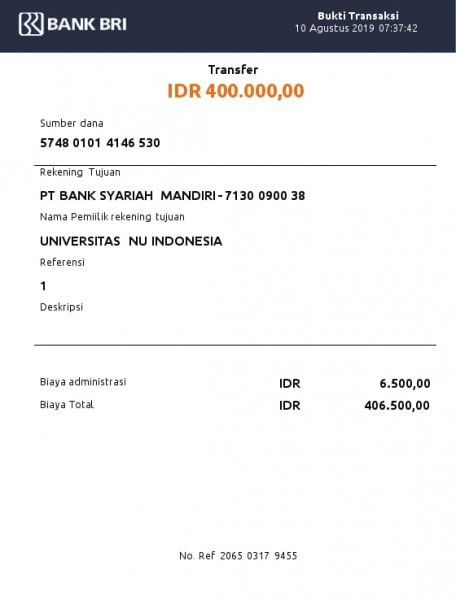 BANK BRI
Bukti Transaksi
10 Agustus 2019 07:37:42
Transfer
IDR 400.000,00
Sumber dana
5748 0101 4146 530
Rekening Tujuan
PT BANK SYARIAH MANDIRI - 7130 0900 38
Nama Pemiilik rekening tujuan
UNIVERSITAS NU INDONESIA
Referensi
1
Deskripsi
Biaya administrasi IDR 6.500,00
Biaya Total IDR 406.500,00
No. Ref 2065 0317 9455